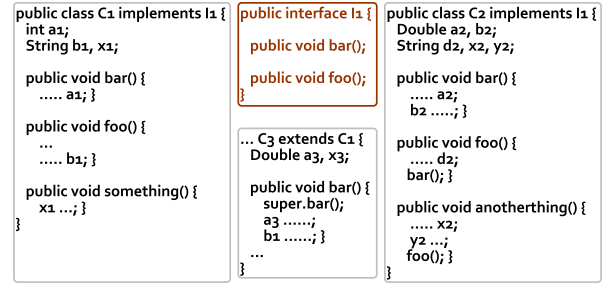 public class C1 implements I1 {
int a1;
String b1, x1;
public void bar() {
..... a1; }
public void foo() {
...
..... b1; }
public void something() {
x1 ...; }
}
public interface I1 {
public void bar();
public void foo();
}
... C3 extends C1 {
Double a3, x3;
public void bar() {
super.bar();
a3 ......;
b1 ......; }
...
}
public class C2 implements I1 {
Double a2, b2;
String d2, x2, y2;
public void bar() {
..... a2;
b2 .....; }
public void foo() {
..... d2;
bar(); }
public void anotherthing() {
..... x2;
y2 ...;
foo(); }
}